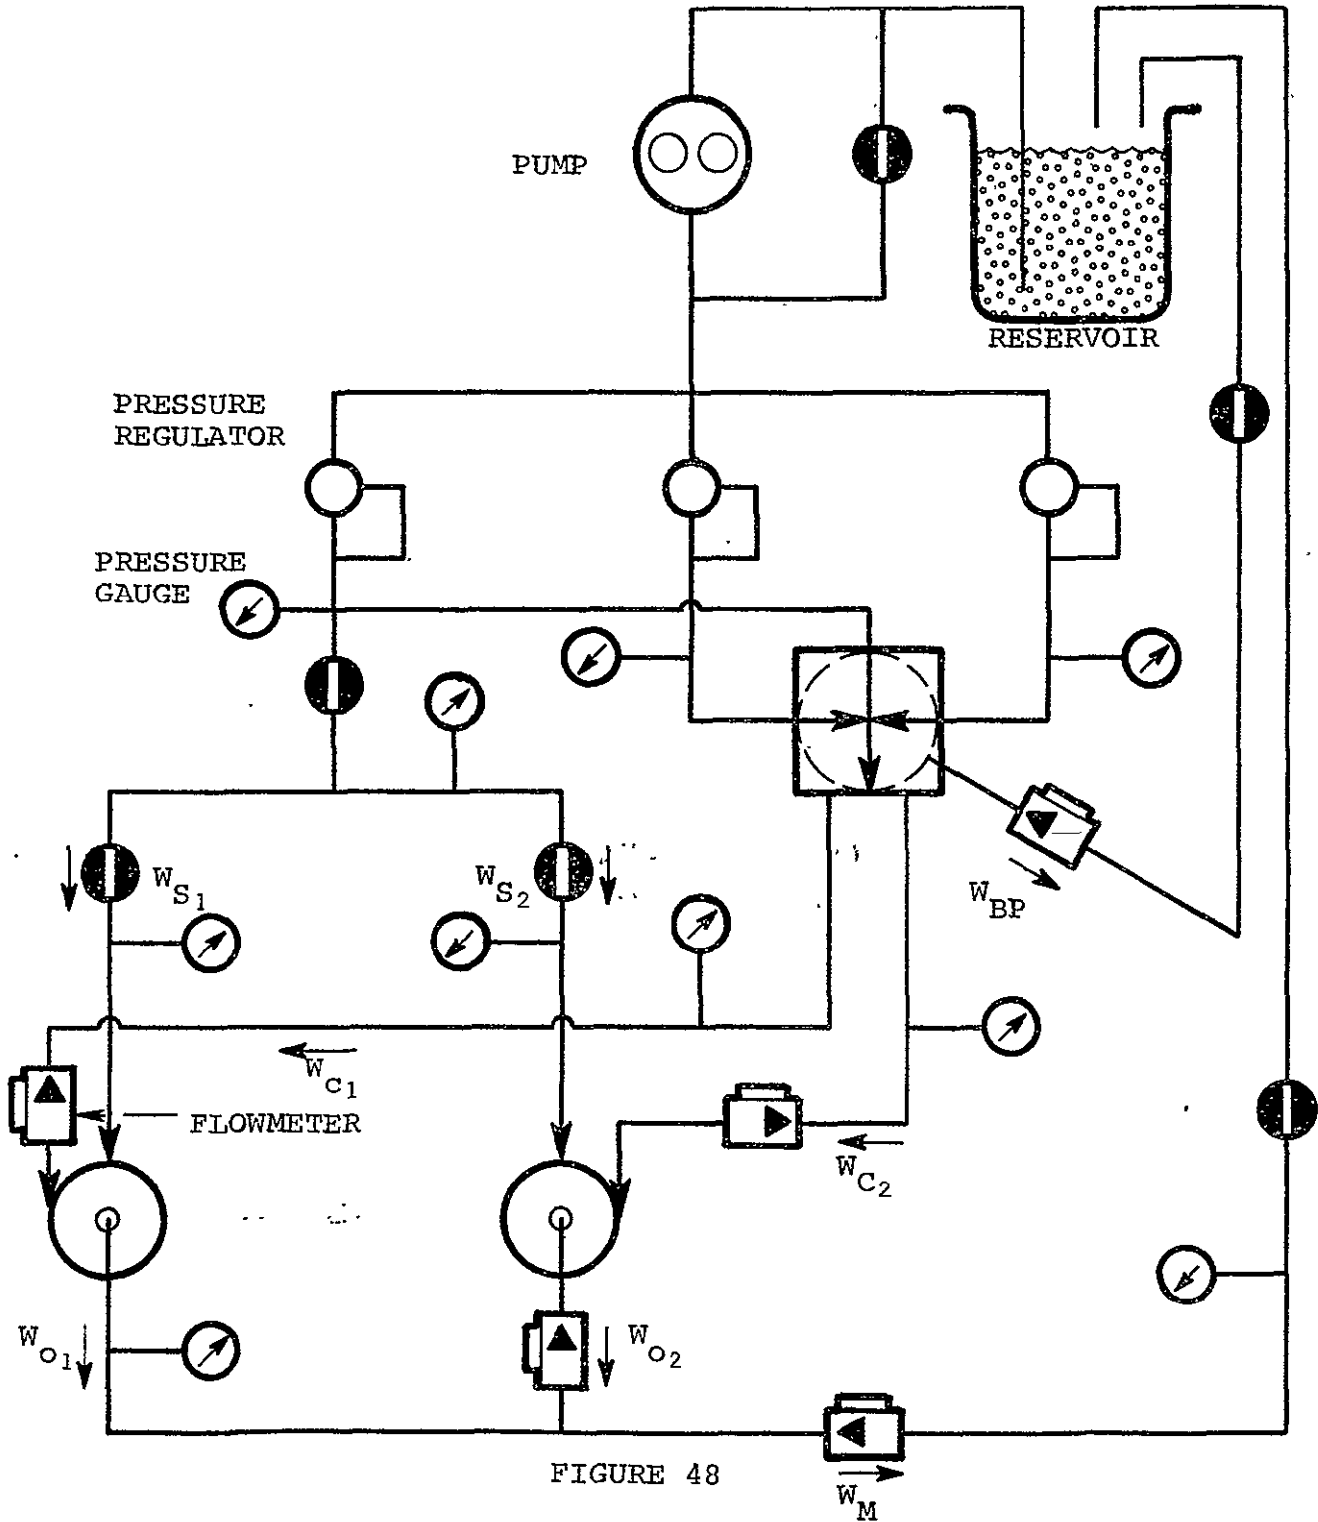 PUMP
RESERVOIR
PRESSURE
REGULATOR
PRESSURE
GAUGE
W_S1
W_S2
W_BP
W_C1
FLOWMETER
W_C2
W_O1
W_O2
FIGURE 48
W_M